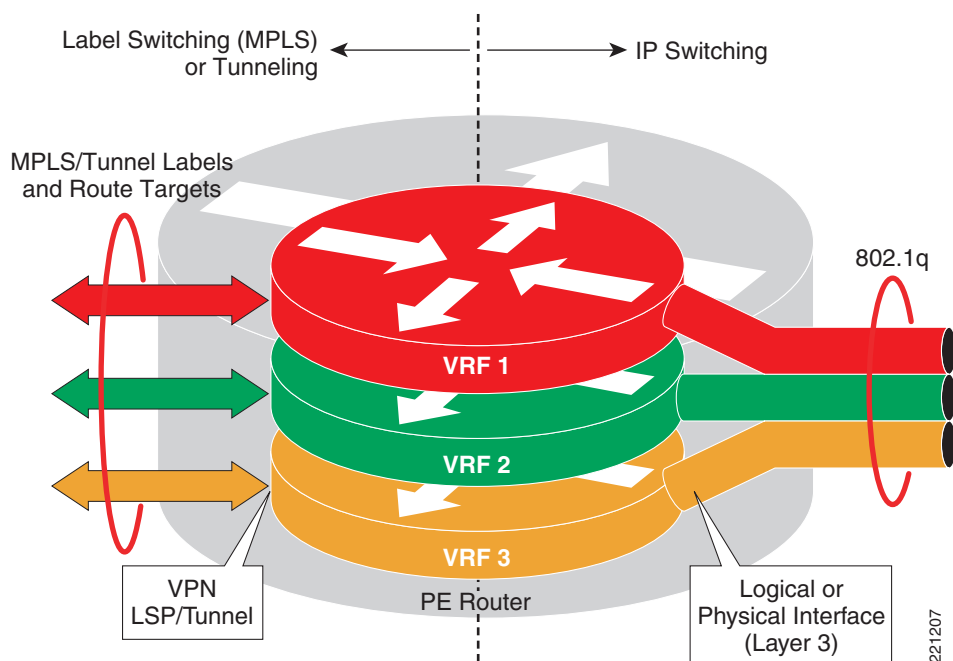 Label Switching (MPLS)
or Tunneling
IP Switching
MPLS/Tunnel Labels
and Route Targets
802.1q
VRF 1
VRF 2
VRF 3
VPN
LSP/Tunnel
PE Router
Logical or
Physical Interface
(Layer 3)
221207